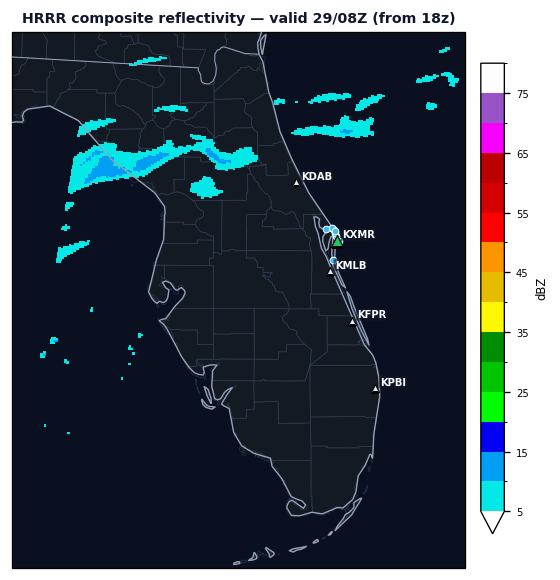 HRRR composite reflectivity — valid 29/08Z (from 18z)
KDAB
KXMR
KMLB
KFPR
KPBI
75
65
55
45
35
25
15
5
dBZ